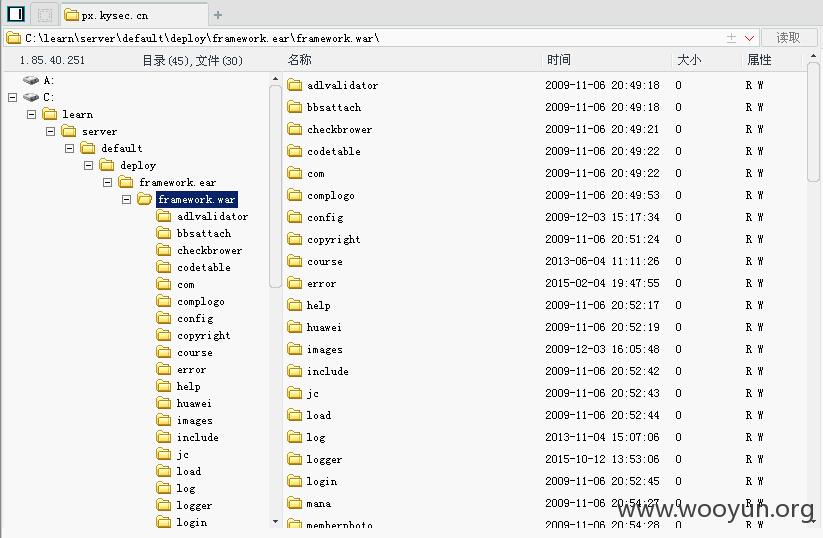 px.kysec.cn
C:\learn\server\default\deploy\framework.ear\framework.war\
读取
1.85.40.251 目录(45),文件(30) 名称 时间 大小 属性
A:
C:
learn
server
default
deploy
framework.ear
framework.war
adlvalidator
bbsattach
checkbrower
codetable
com
complogo
config
copyright
course
error
help
huawei
images
include
jc
load
log
logger
login
adlvalidator 2009-11-06 20:49:18 0 R W
bbsattach 2009-11-06 20:49:18 0 R W
checkbrower 2009-11-06 20:49:21 0 R W
codetable 2009-11-06 20:49:22 0 R W
com 2009-11-06 20:49:22 0 R W
complogo 2009-11-06 20:49:53 0 R W
config 2009-12-03 15:17:34 0 R W
copyright 2009-11-06 20:51:24 0 R W
course 2013-06-04 11:11:26 0 R W
error 2015-02-04 19:47:55 0 R W
help 2009-11-06 20:52:17 0 R W
huawei 2009-11-06 20:52:19 0 R W
images 2009-12-03 16:05:48 0 R W
include 2009-11-06 20:52:42 0 R W
jc 2009-11-06 20:52:43 0 R W
load 2009-11-06 20:52:44 0 R W
log 2013-11-04 15:07:06 0 R W
logger 2015-10-12 13:53:06 0 R W
login 2009-11-06 20:52:45 0 R W
mana 2009-11-06 20:54:27 0 R W
memberphoto 2009-11-06 20:54:28 0 R W
www.wooyun.org